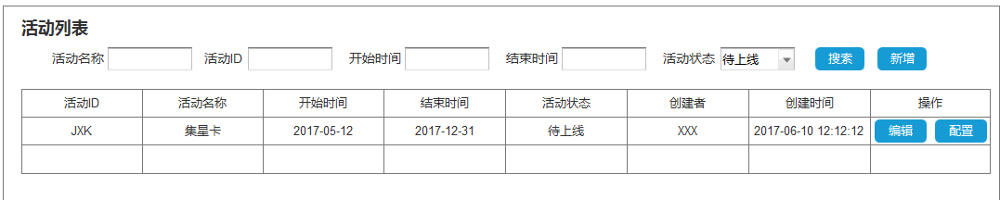 活动列表
活动名称 活动ID 开始时间 结束时间 活动状态 待上线 搜索 新增
活动ID 活动名称 开始时间 结束时间 活动状态 创建者 创建时间 操作
JXK 集星卡 2017-05-12 2017-12-31 待上线 XXX 2017-06-10 12:12:12 编辑 配置